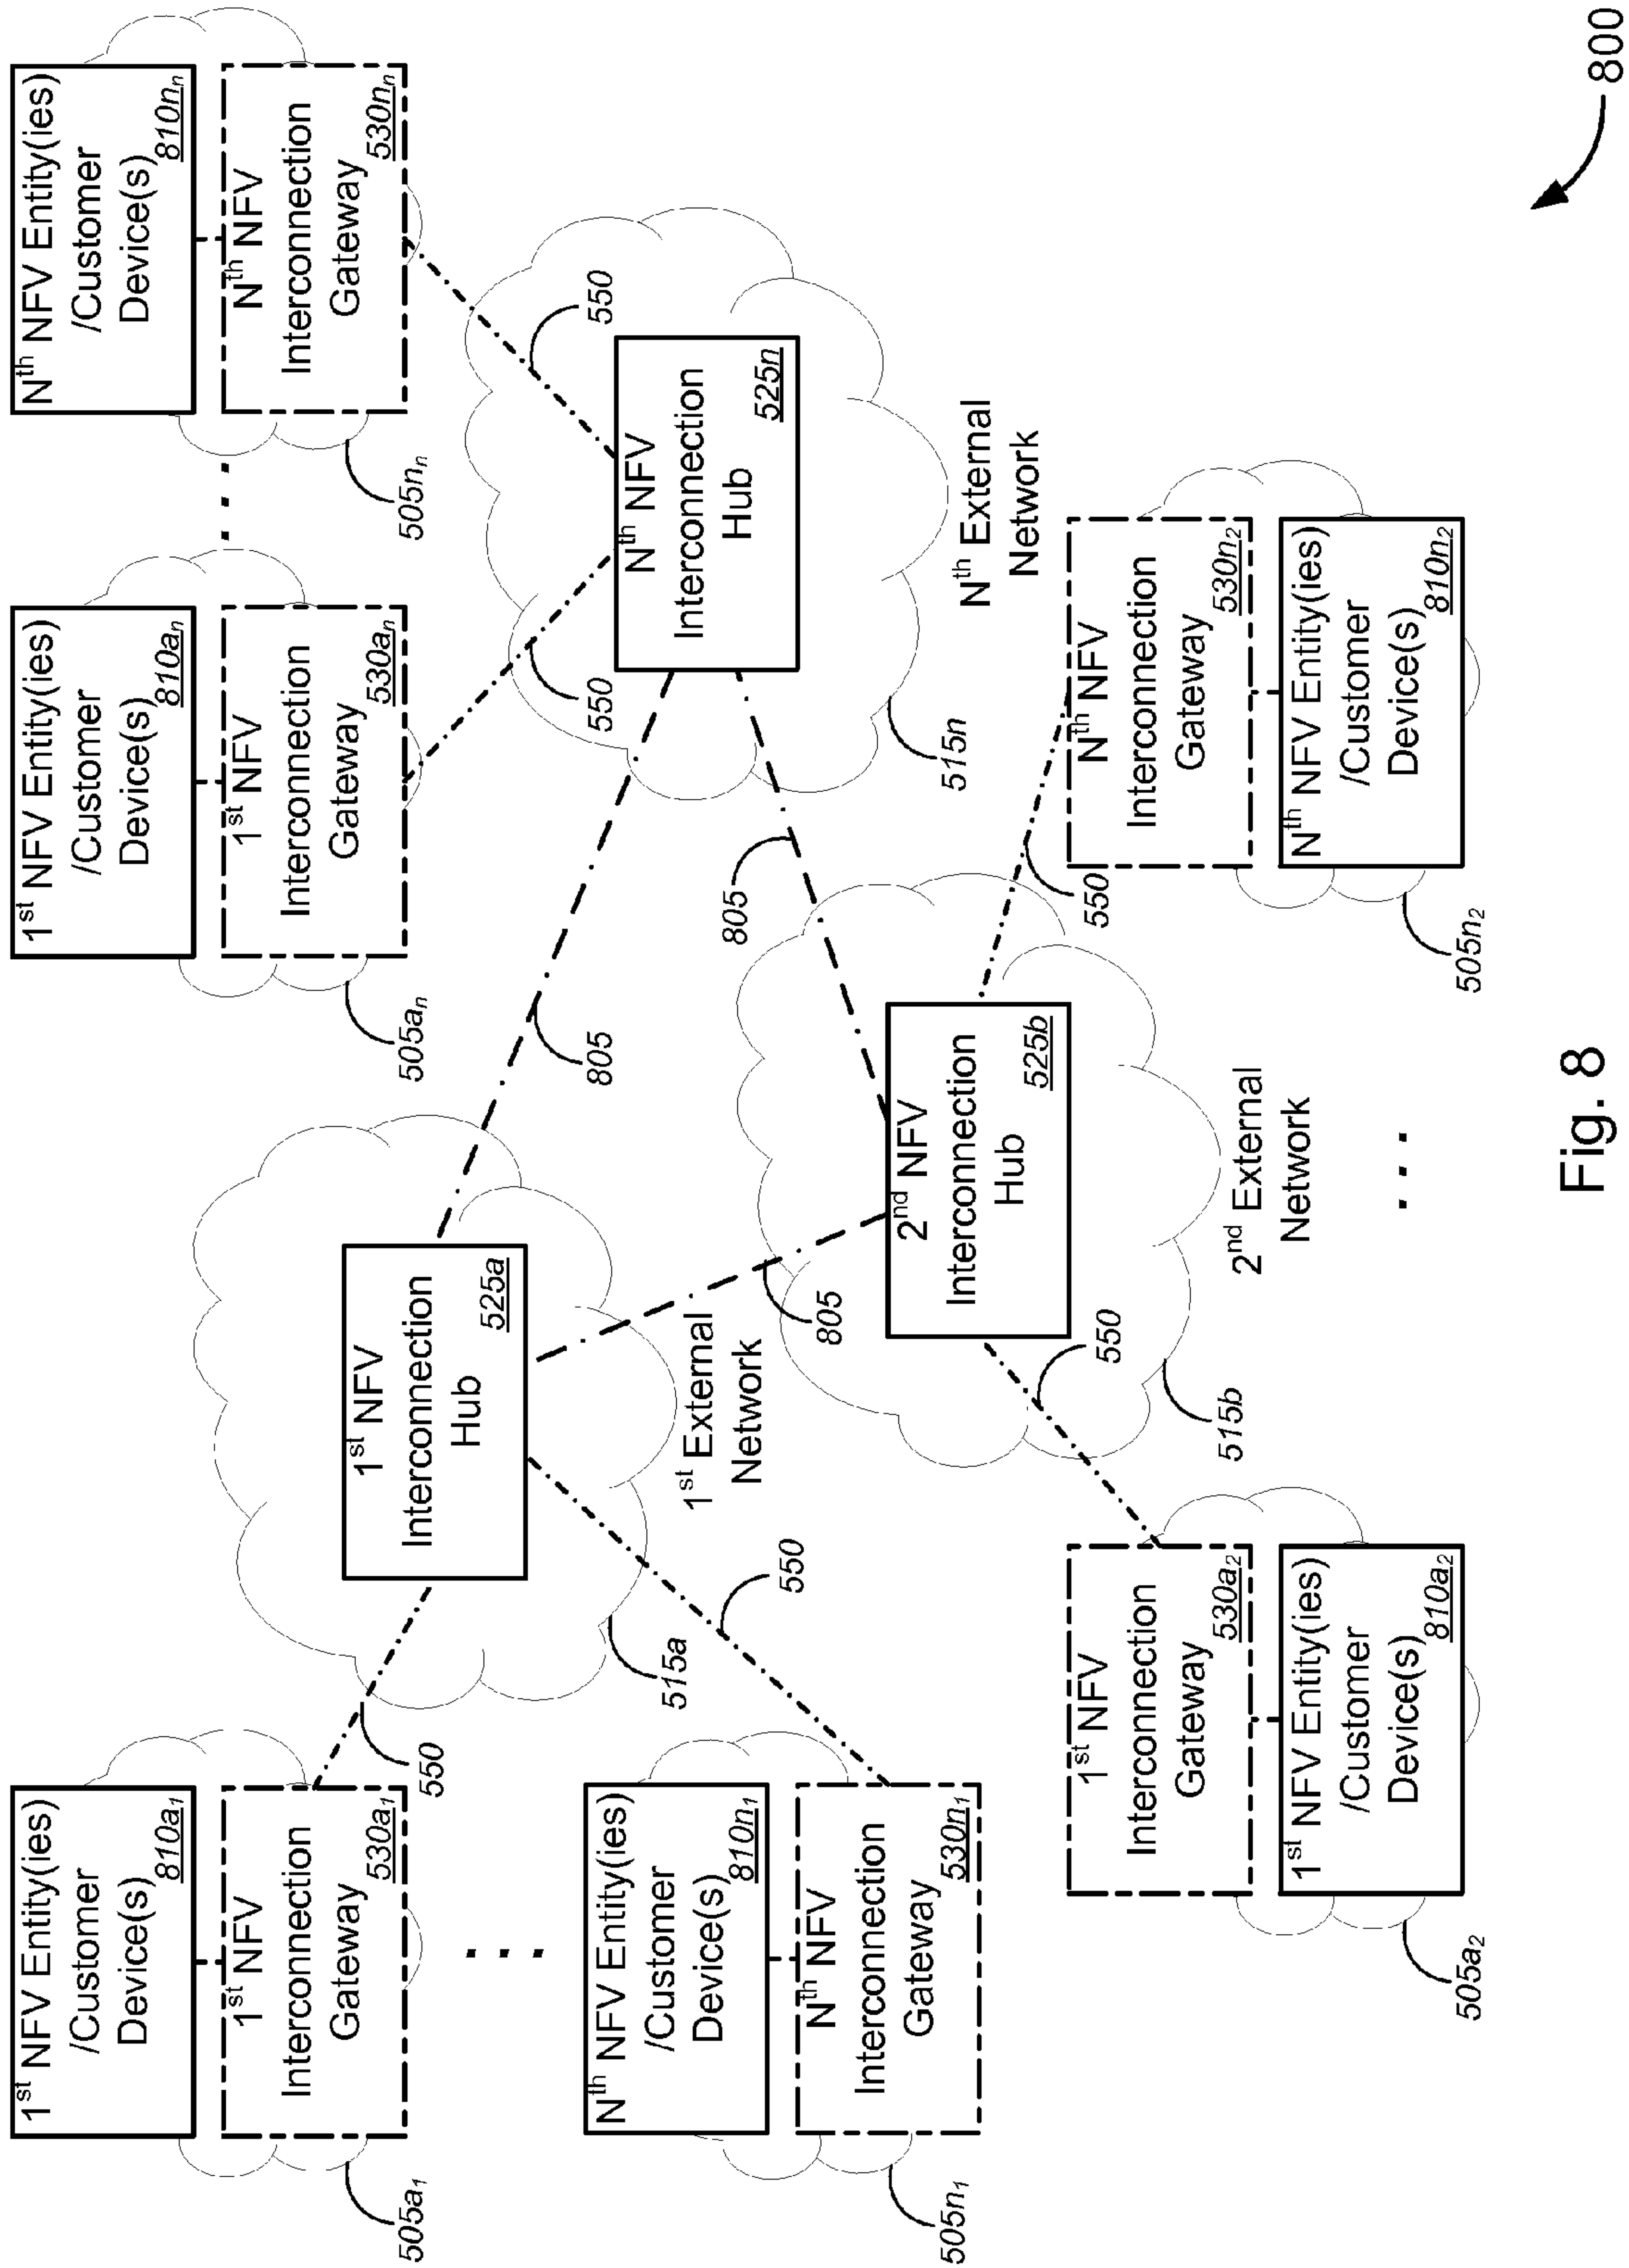 1st NFV Entity(ies)
/Customer
Device(s)
810a1
1st NFV
Interconnection
Gateway
530a1
505a1
550
. . .
Nth NFV Entity(ies)
/Customer
Device(s)
810n1
Nth NFV
Interconnection
Gateway
530n1
505n1
550
1st NFV
Interconnection
Hub
525a
515a
1st External
Network
805
805
1st NFV Entity(ies)
/Customer
Device(s)
810an
1st NFV
Interconnection
Gateway
530an
505an
550
. . .
Nth NFV Entity(ies)
/Customer
Device(s)
810nn
Nth NFV
Interconnection
Gateway
530nn
505nn
550
Nth NFV
Interconnection
Hub
525n
515n
Nth External
Network
805
2nd NFV
Interconnection
Hub
525b
515b
2nd External
Network
550
1st NFV
Interconnection
Gateway
530a2
1st NFV Entity(ies)
/Customer
Device(s)
810a2
505a2
. . .
550
Nth NFV
Interconnection
Gateway
530n2
Nth NFV Entity(ies)
/Customer
Device(s)
810n2
505n2
800
Fig. 8